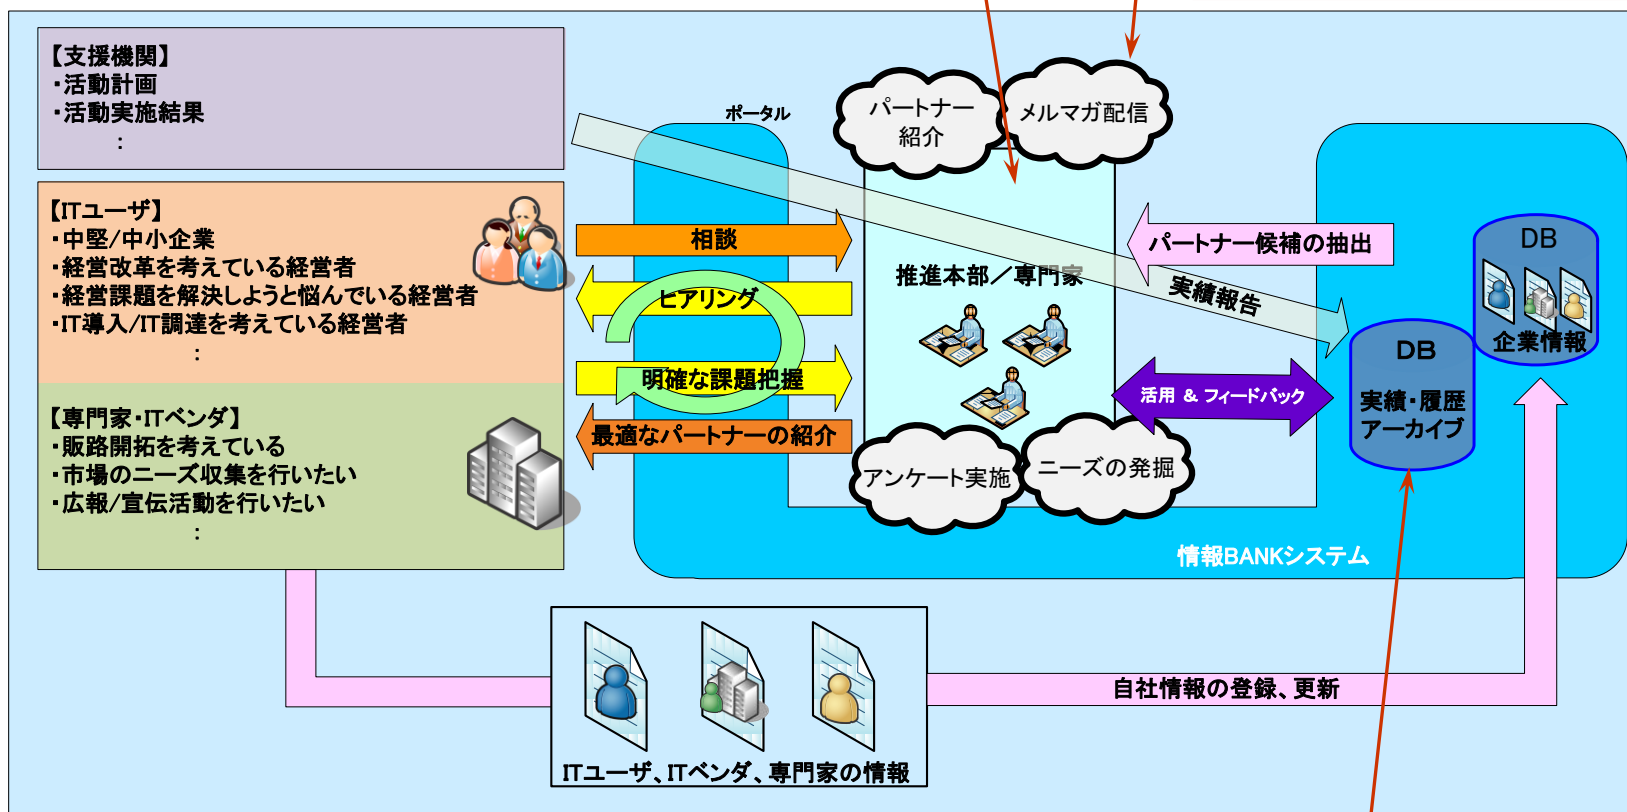 【支援機関】
・活動計画
・活動実施結果
：
【ITユーザ】
・中堅/中小企業
・経営改革を考えている経営者
・経営課題を解決しようと悩んでいる経営者
・IT導入/IT調達を考えている経営者
：
【専門家・ITベンダ】
・販路開拓を考えている
・市場のニーズ収集を行いたい
・広報/宣伝活動を行いたい
：
ポータル
パートナー
紹介
メルマガ配信
相談
ヒアリング
明確な課題把握
最適なパートナーの紹介
推進本部／専門家
アンケート実施
ニーズの発掘
パートナー候補の抽出
実績報告
活用 & フィードバック
DB
企業情報
DB
実績・履歴
アーカイブ
情報BANKシステム
自社情報の登録、更新
ITユーザ、ITベンダ、専門家の情報